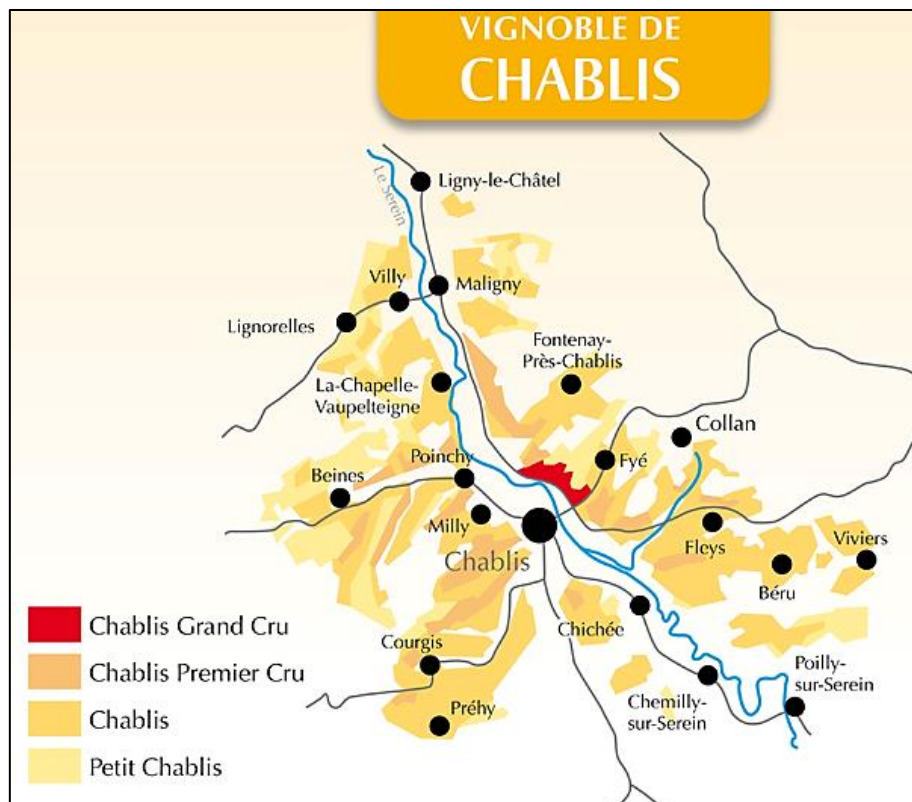 VIGNOBLE DE
CHABLIS
Le Serein
Ligny-le-Châtel
Villy
Maligny
Lignorelles
Fontenay-
Près-Chablis
La-Chapelle-
Vaupelteigne
Collan
Poinchy
Fyé
Beines
Milly
Chablis
Fleys
Viviers
Béru
Chablis Grand Cru
Chichée
Courgis
Chablis Premier Cru
Poilly-
sur-Serein
Chemilly-
sur-Serein
Préhy
Chablis
Petit Chablis